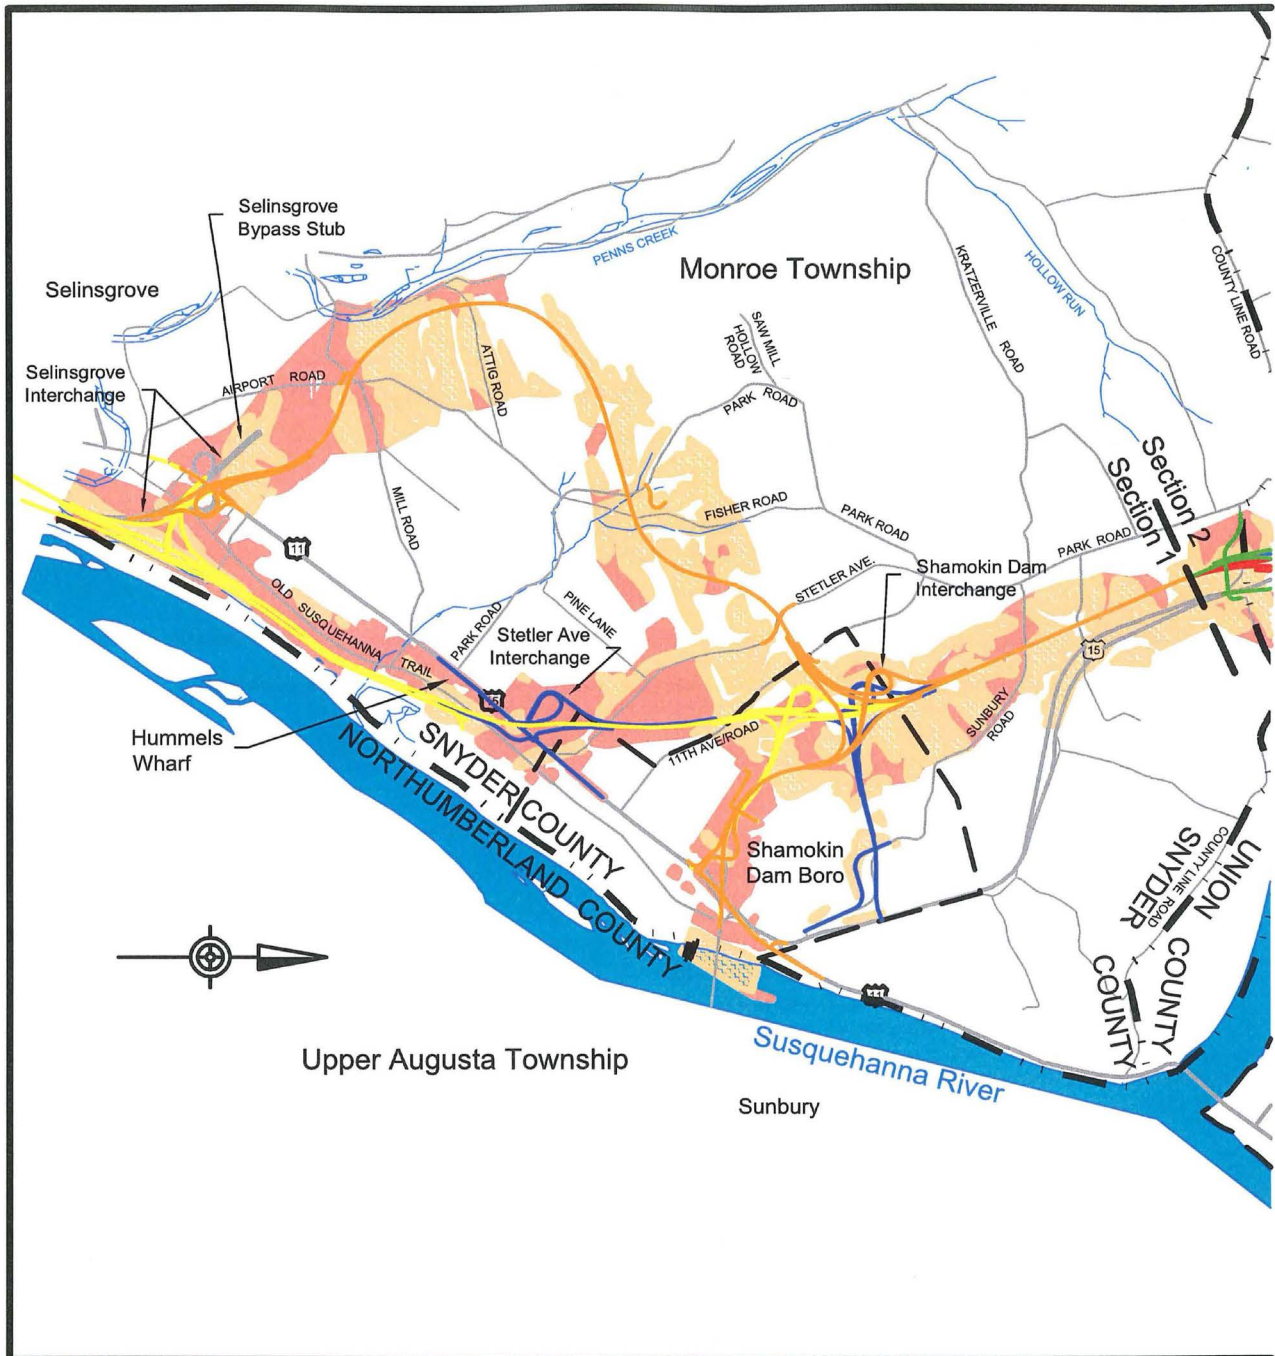 Selinsgrove
Bypass Stub
Selinsgrove
PENNS CREEK
Monroe Township
KRATZERVILLE ROAD
HOLLOW RUN
COUNTY LINE ROAD
SAW MILL
HOLLOW
ROAD
Selinsgrove
Interchange
AIRPORT ROAD
ATTIG ROAD
PARK ROAD
MILL ROAD
FISHER ROAD
PARK ROAD
Section 2
Section 1
PARK ROAD
11
OLD SUSQUEHANNA TRAIL
PARK ROAD
PINE LANE
STETLER AVE.
Shamokin Dam
Interchange
Stetler Ave
Interchange
15
15
SUNBURY
ROAD
11TH AVE/ROAD
Hummels
Wharf
SNYDER COUNTY
NORTHUMBERLAND COUNTY
Shamokin
Dam Boro
UNION COUNTY
COUNTY LINE ROAD
SNYDER COUNTY
Upper Augusta Township
Susquehanna River
Sunbury